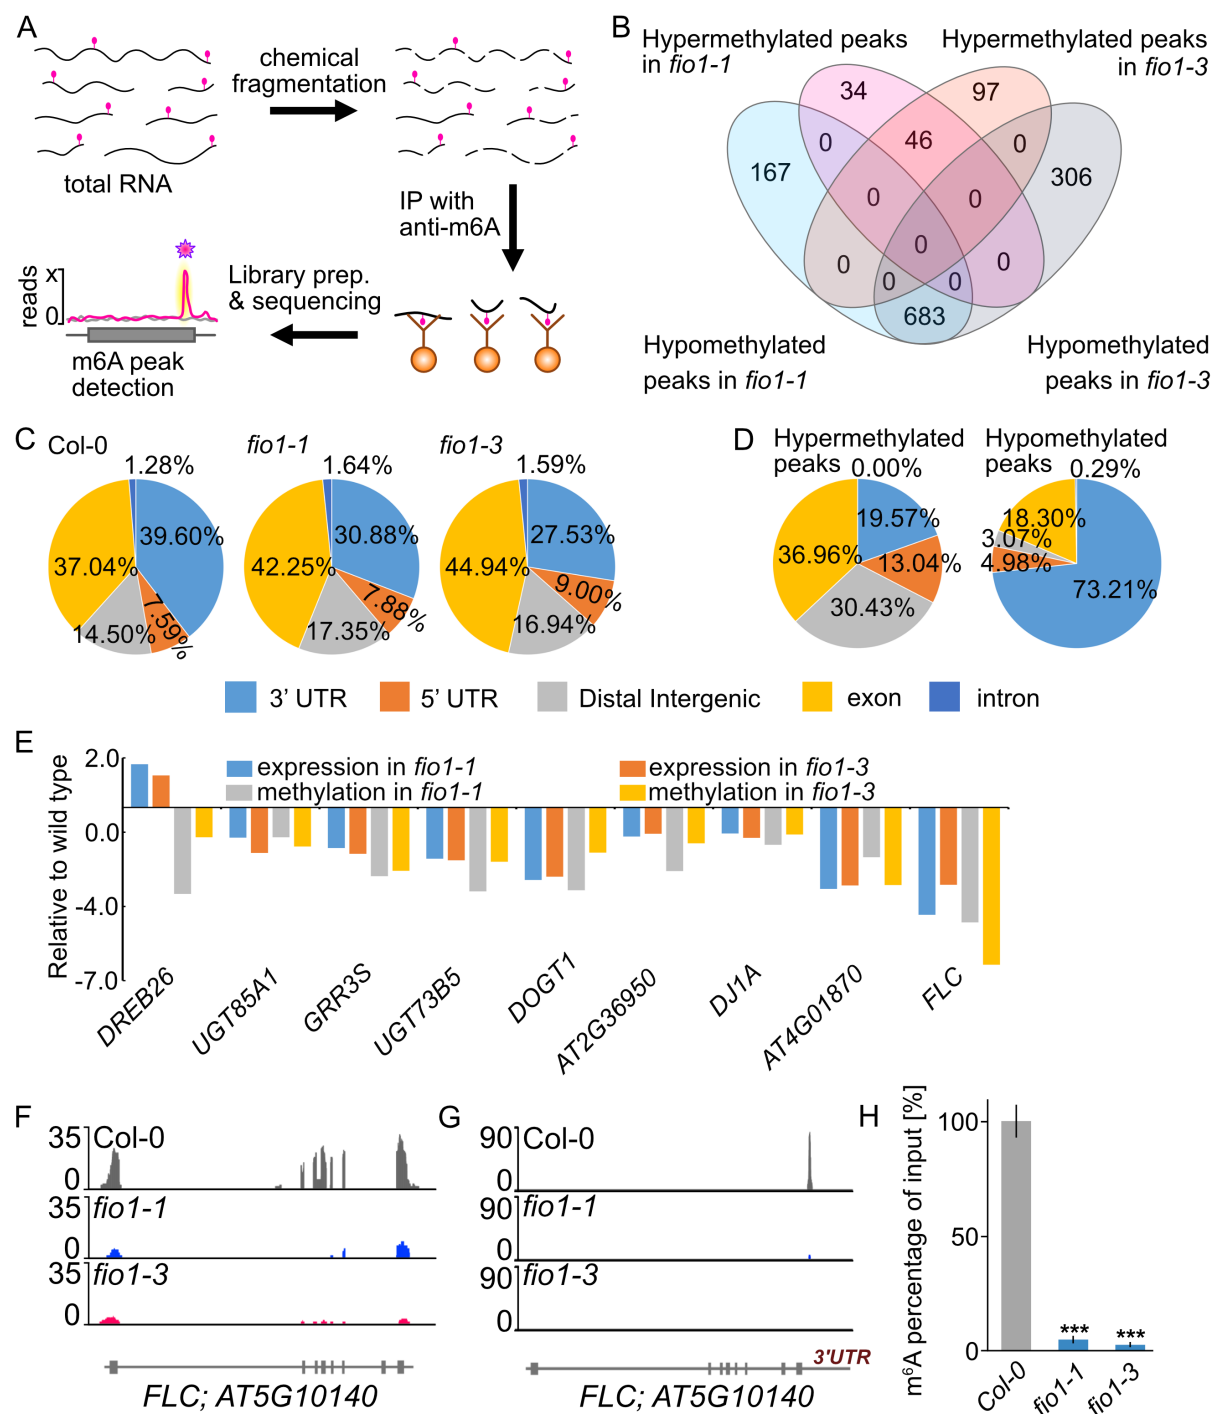 A
chemical
fragmentation
total RNA
IP with
anti-m6A
Library prep.
& sequencing
reads
x
0
m6A peak
detection
B
Hypermethylated peaks
in fio1-1
Hypermethylated peaks
in fio1-3
34
97
0
46
0
167
306
0
0
0
0
0
0
0
683
Hypomethylated
peaks in fio1-1
Hypomethylated
peaks in fio1-3
C
Col-0
1.28%
39.60%
37.04%
7.59%
14.50%
fio1-1
1.64%
30.88%
42.25%
7.88%
17.35%
fio1-3
1.59%
27.53%
44.94%
9.00%
16.94%
D
Hypermethylated
peaks
0.00%
19.57%
36.96%
13.04%
30.43%
Hypomethylated
peaks
0.29%
18.30%
3.07%
4.98%
73.21%
3’ UTR
5’ UTR
Distal Intergenic
exon
intron
E
Relative to wild type
2.0
0.0
-4.0
-7.0
expression in fio1-1
expression in fio1-3
methylation in fio1-1
methylation in fio1-3
DREB26
UGT85A1
GRR3S
UGT73B5
DOGT1
AT2G36950
DJ1A
AT4G01870
FLC
F
35
0
Col-0
35
0
fio1-1
35
0
fio1-3
FLC; AT5G10140
G
90
0
Col-0
90
0
fio1-1
90
0
fio1-3
3'UTR
FLC; AT5G10140
H
m⁶A percentage of input [%]
100
50
0
***
***
Col-0
fio1-1
fio1-3